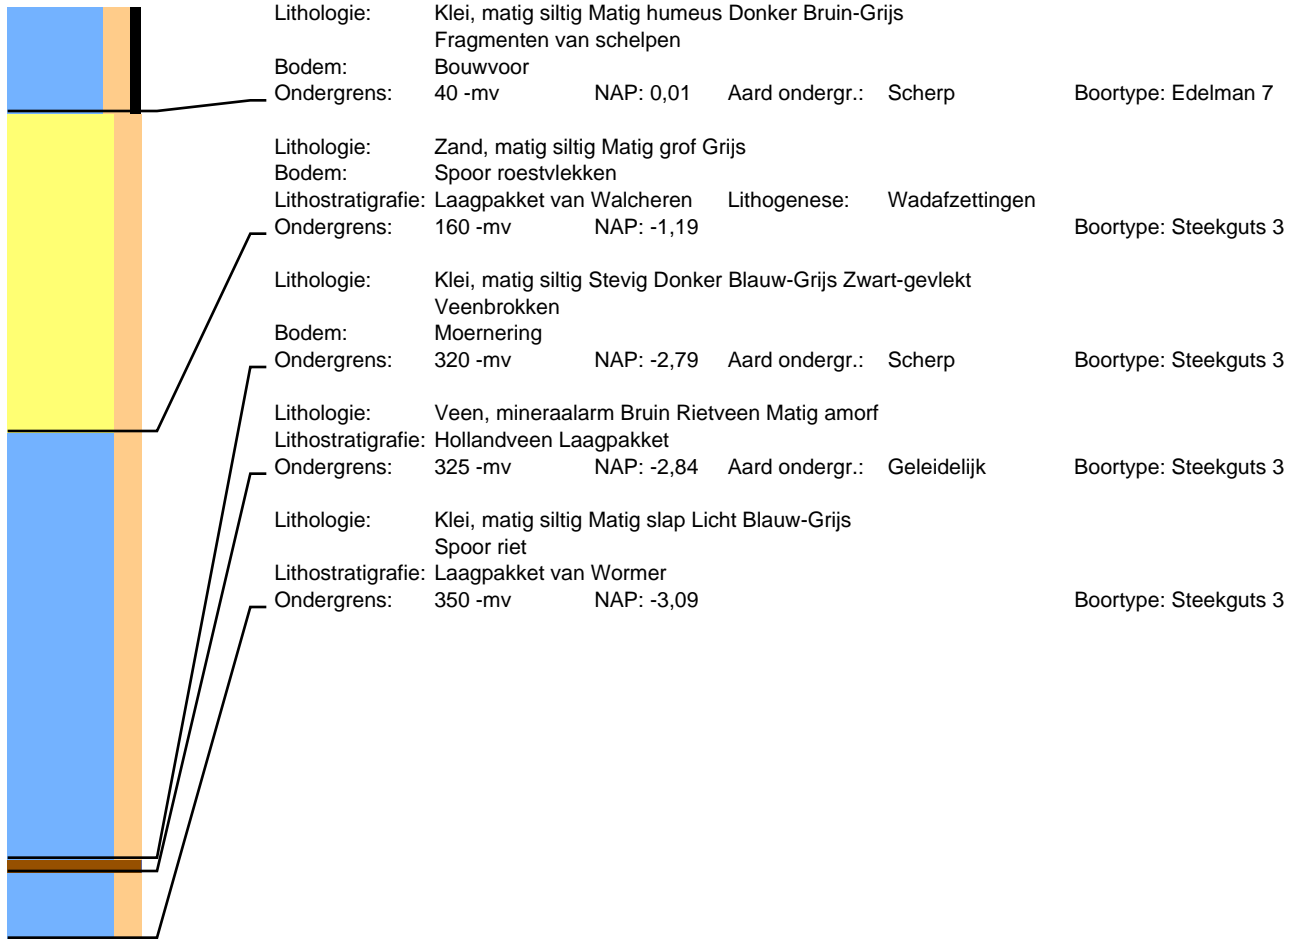 Lithologie: Klei, matig siltig Matig humeus Donker Bruin-Grijs
Fragmenten van schelpen
Bodem: Bouwvoor
Ondergrens: 40 -mv NAP: 0,01 Aard ondergr.: Scherp Boortype: Edelman 7
Lithologie: Zand, matig siltig Matig grof Grijs
Bodem: Spoor roestvlekken
Lithostratigrafie: Laagpakket van Walcheren Lithogenese: Wadafzettingen
Ondergrens: 160 -mv NAP: -1,19 Boortype: Steekguts 3
Lithologie: Klei, matig siltig Stevig Donker Blauw-Grijs Zwart-gevlekt
Veenbrokken
Bodem: Moernering
Ondergrens: 320 -mv NAP: -2,79 Aard ondergr.: Scherp Boortype: Steekguts 3
Lithologie: Veen, mineraalarm Bruin Rietveen Matig amorf
Lithostratigrafie: Hollandveen Laagpakket
Ondergrens: 325 -mv NAP: -2,84 Aard ondergr.: Geleidelijk Boortype: Steekguts 3
Lithologie: Klei, matig siltig Matig slap Licht Blauw-Grijs
Spoor riet
Lithostratigrafie: Laagpakket van Wormer
Ondergrens: 350 -mv NAP: -3,09 Boortype: Steekguts 3